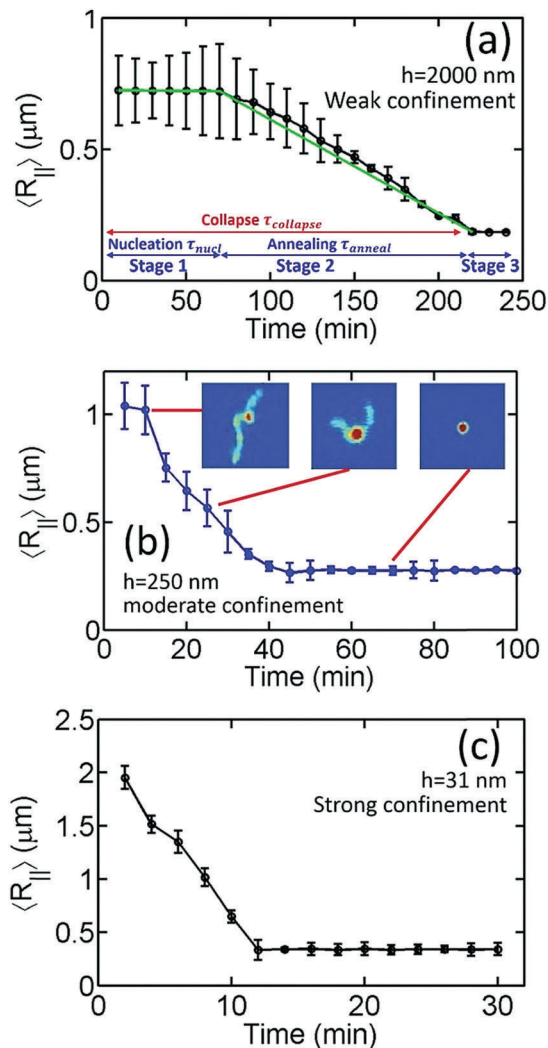 (a)
h=2000 nm
Weak confinement
⟨R||⟩ (μm)
1
0.5
0
Collapse τcollapse
Nucleation τnucl Annealing τanneal
Stage 1 Stage 2 Stage 3
0 50 100 150 200 250
Time (min)
⟨R||⟩ (μm)
1
0.5
0
(b)
h=250 nm
moderate confinement
0 20 40 60 80 100
Time (min)
(c)
h=31 nm
Strong confinement
⟨R||⟩ (μm)
2.5
2
1.5
1
0.5
0
0 10 20 30
Time (min)